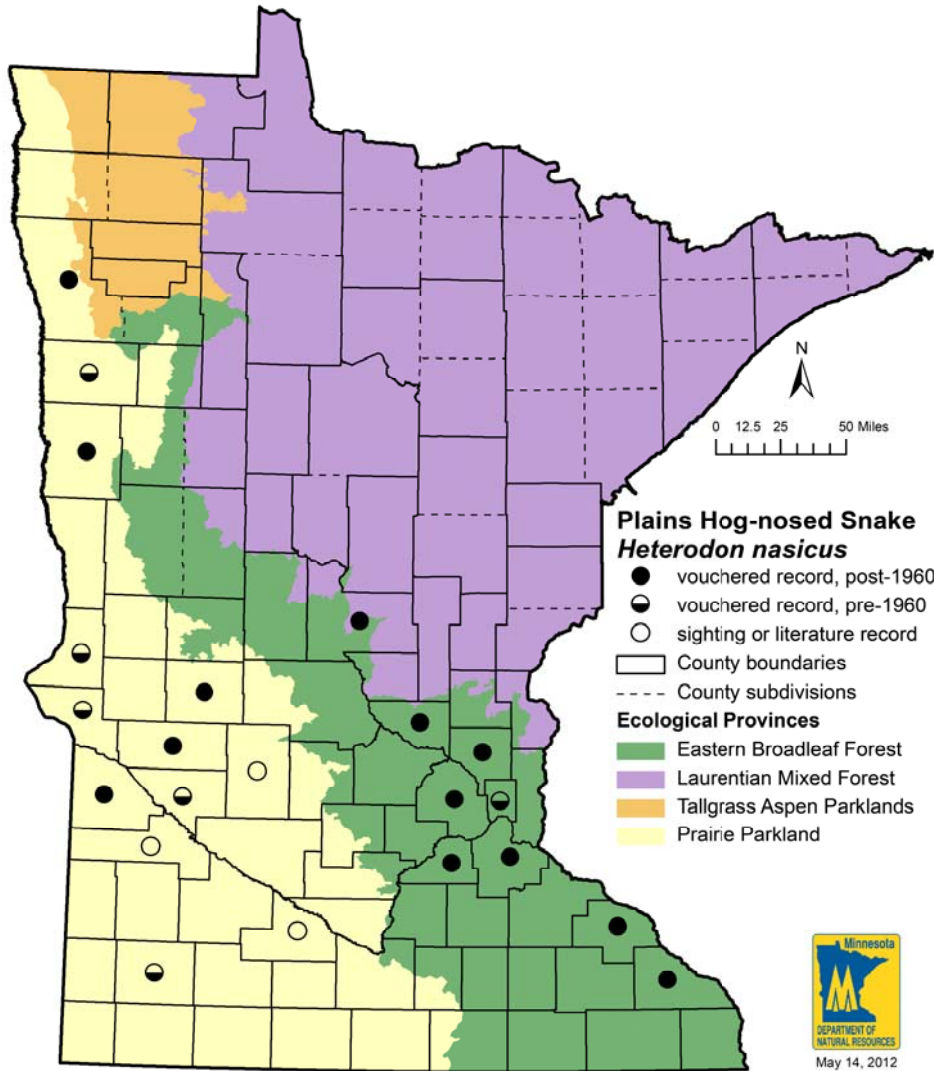 N
0 12.5 25 50 Miles
Plains Hog-nosed Snake
Heterodon nasicus
vouchered record, post-1960
vouchered record, pre-1960
sighting or literature record
County boundaries
County subdivisions
Ecological Provinces
Eastern Broadleaf Forest
Laurentian Mixed Forest
Tallgrass Aspen Parklands
Prairie Parkland
Minnesota
M
DEPARTMENT OF
NATURAL RESOURCES
May 14, 2012